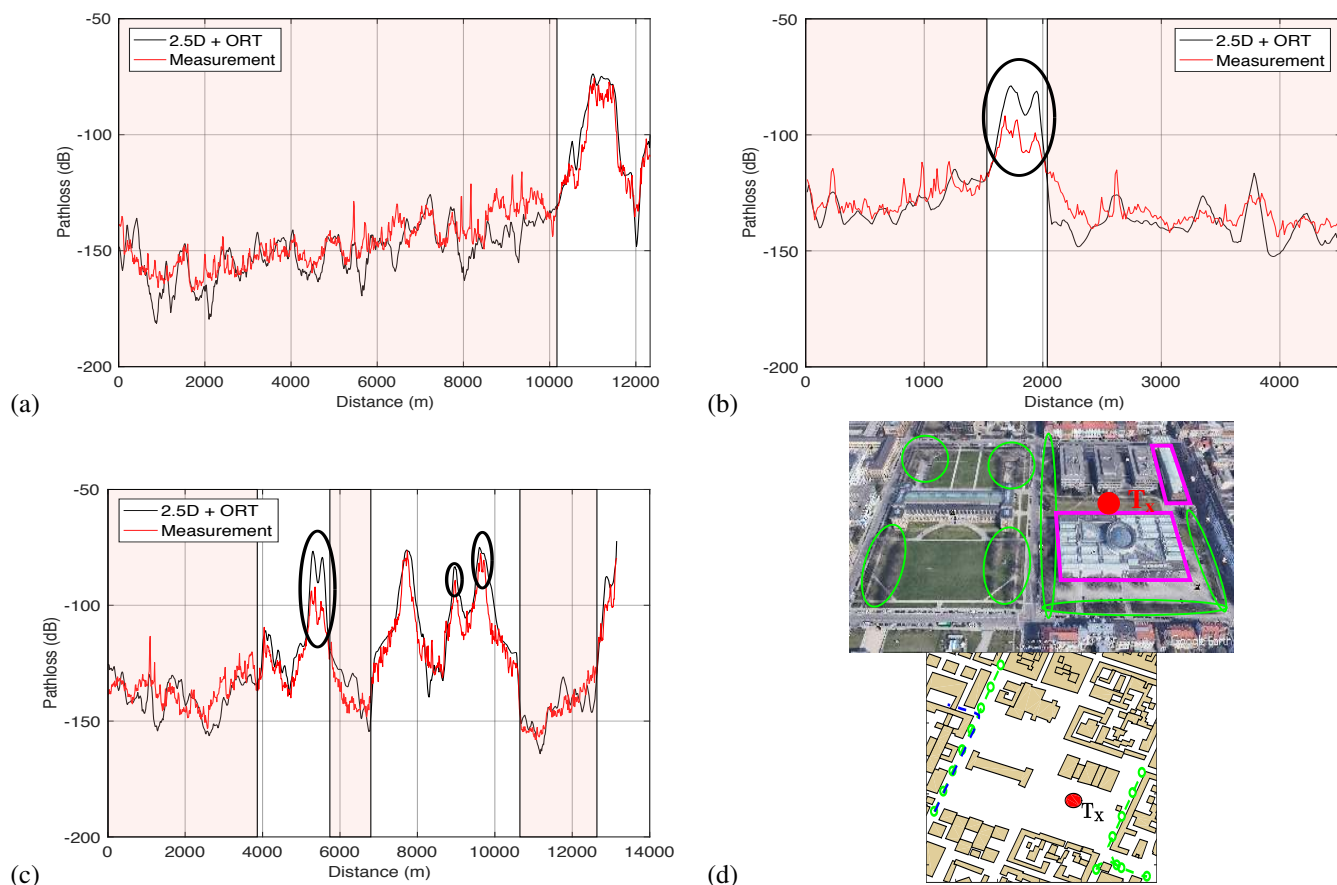 -50
-100
-150
-200
Pathloss (dB)
2.5D + ORT
Measurement
0 2000 4000 6000 8000 10000 12000
Distance (m)
(a)
-50
-100
-150
-200
Pathloss (dB)
2.5D + ORT
Measurement
0 1000 2000 3000 4000
Distance (m)
(b)
-50
-100
-150
-200
Pathloss (dB)
2.5D + ORT
Measurement
0 2000 4000 6000 8000 10000 12000 14000
Distance (m)
(c)
Tx
Google Earth
Tx
(d)